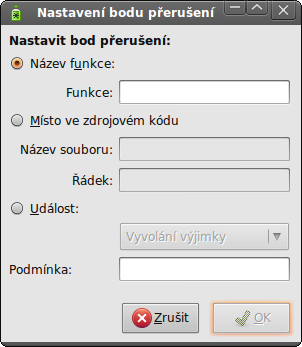 Nastavení bodu přerušení
Nastavit bod přerušení:
Název funkce:
Funkce:
Místo ve zdrojovém kódu
Název souboru:
Řádek:
Událost:
Vyvolání výjimky
Podmínka:
Zrušit
OK